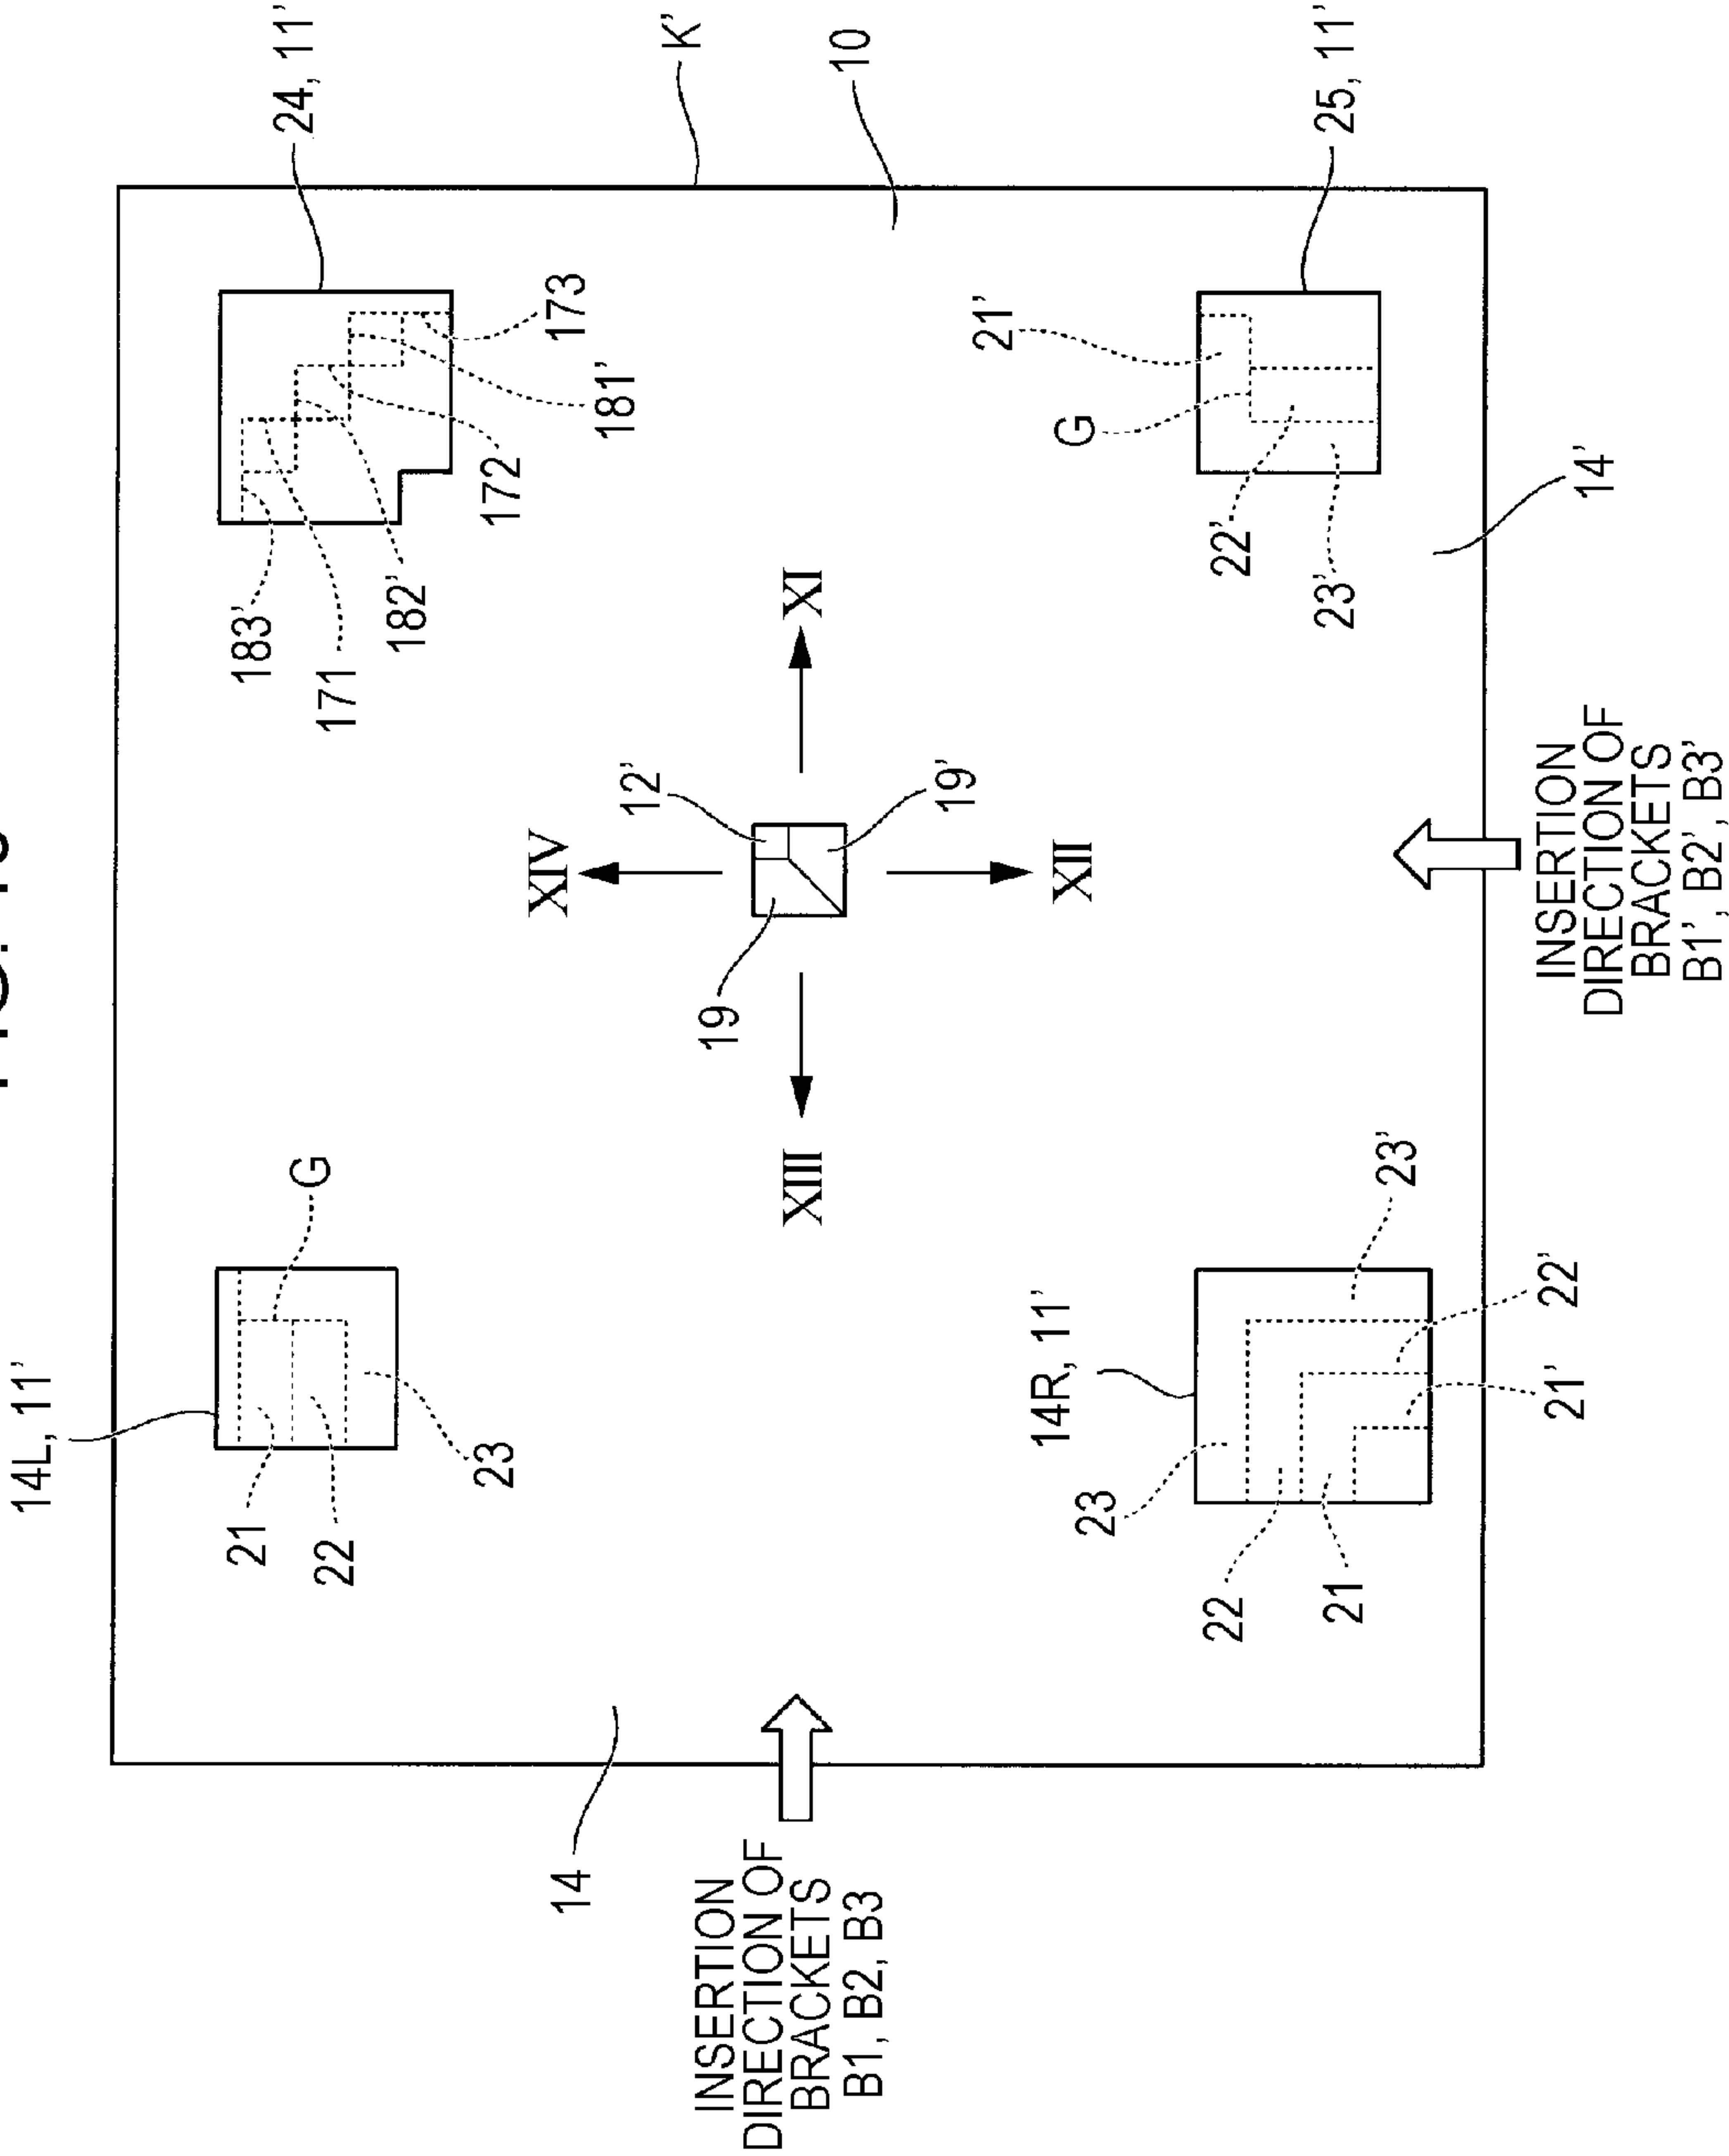 14L, 11'
24, 11'
21
G
183'
22
171
182'
23
172
XIV
173
14
181'
12'
K'
INSERTION
DIRECTION OF
BRACKETS
B1, B2, B3
19
XIII
XI
10
19'
21'
14R, 11'
XII
G
23
22
22'
21
23'
25, 11'
23'
22'
21'
14'
INSERTION
DIRECTION OF
BRACKETS
B1', B2', B3'